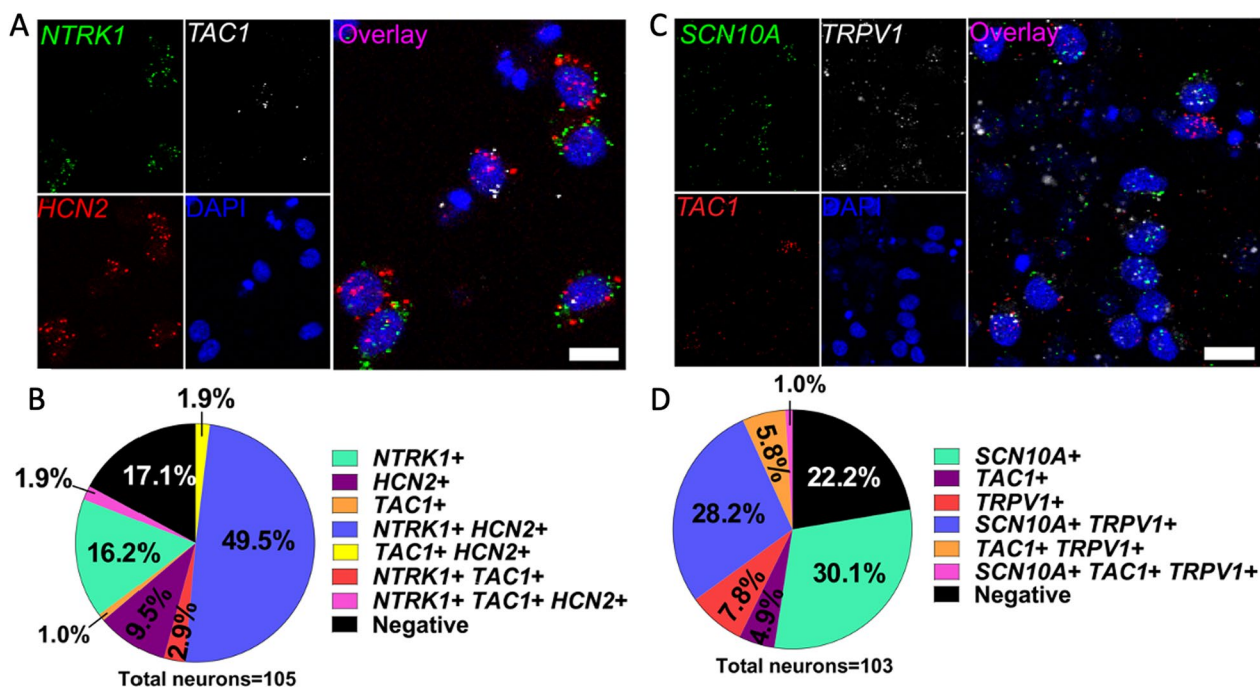 A
NTRK1
TAC1
Overlay
HCN2
DAPI
C
SCN10A
TRPV1
Overlay
TAC1
DAPI
B
1.9%
17.1%
1.9%
49.5%
16.2%
1.0%
9.5%
2.9%
Total neurons=105
NTRK1+
HCN2+
TAC1+
NTRK1+ HCN2+
TAC1+ HCN2+
NTRK1+ TAC1+
NTRK1+ TAC1+ HCN2+
Negative
D
1.0%
5.8%
22.2%
28.2%
30.1%
7.8%
4.9%
Total neurons=103
SCN10A+
TAC1+
TRPV1+
SCN10A+ TRPV1+
TAC1+ TRPV1+
SCN10A+ TAC1+ TRPV1+
Negative